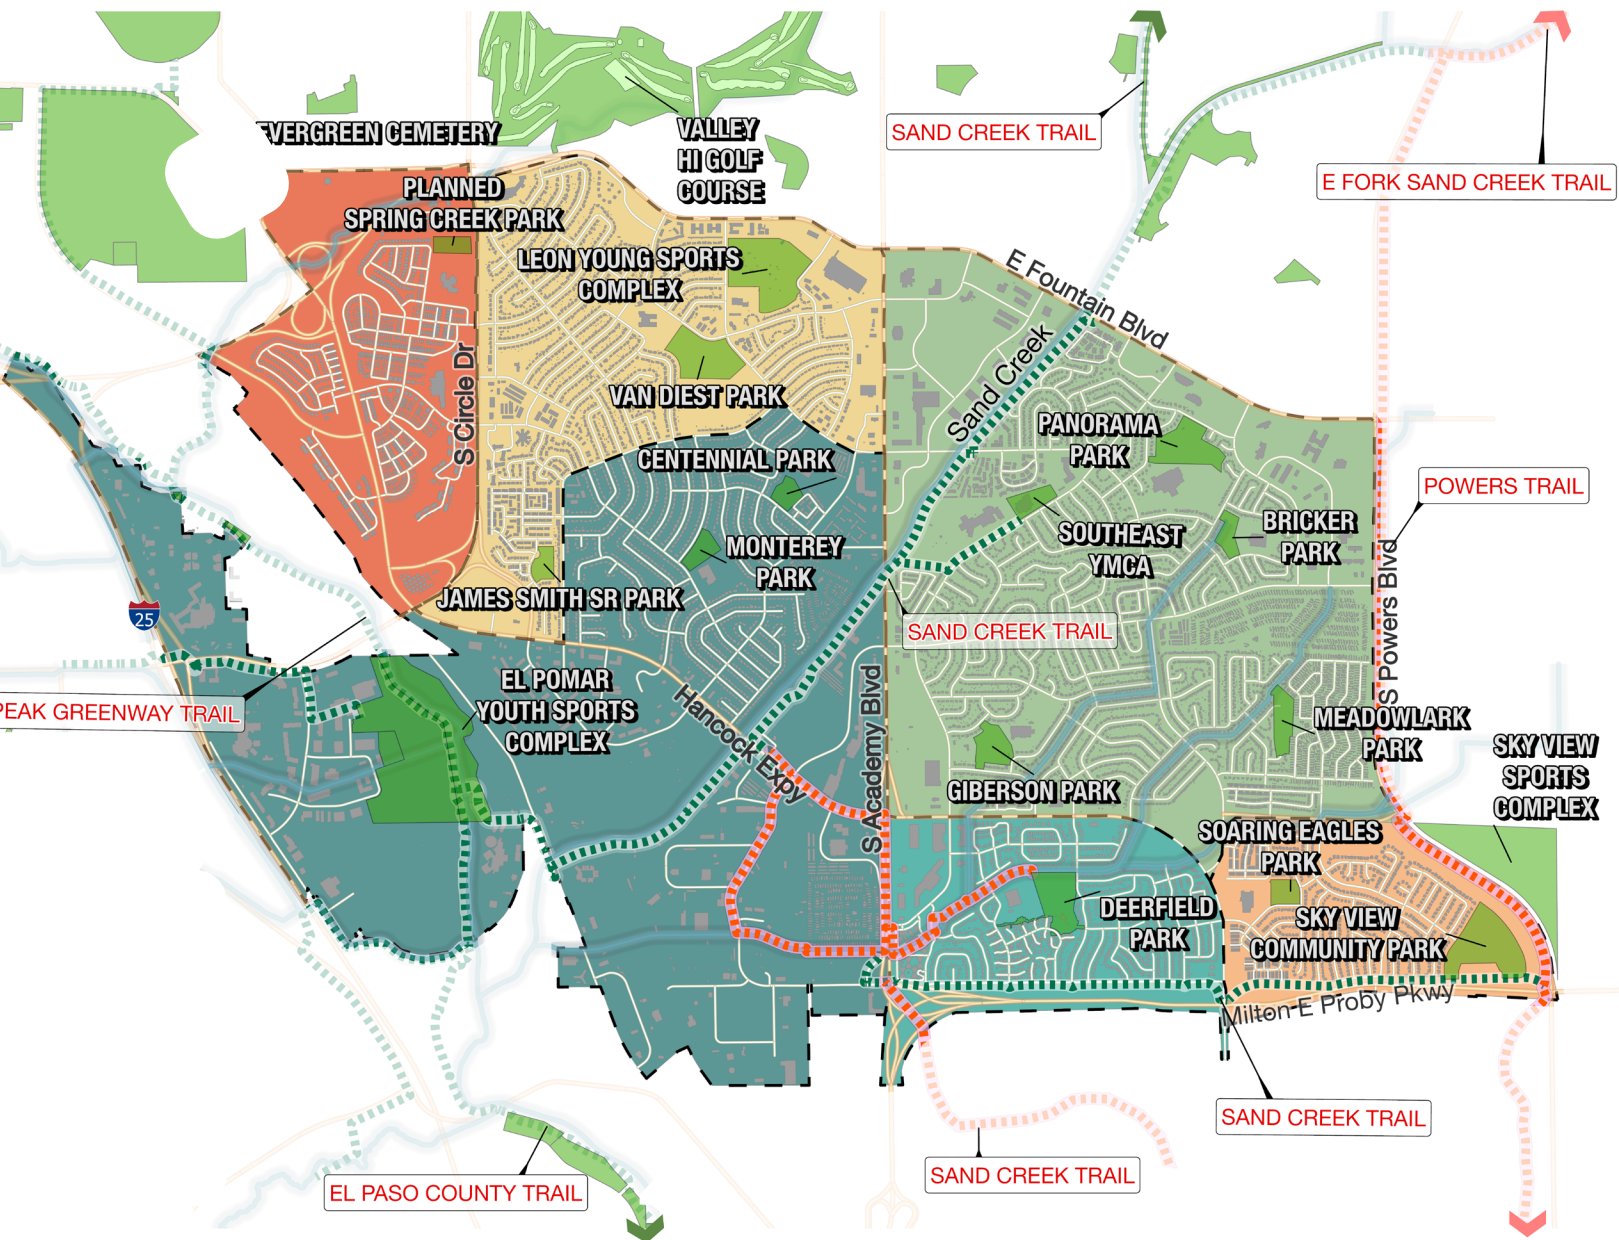 EVERGREEN CEMETERY
VALLEY
HI GOLF
COURSE
SAND CREEK TRAIL
E FORK SAND CREEK TRAIL
PLANNED
SPRING CREEK PARK
LEON YOUNG SPORTS
COMPLEX
E Fountain Blvd
S Circle Dr
VAN DIEST PARK
Sand Creek
PANORAMA
PARK
CENTENNIAL PARK
POWERS TRAIL
SOUTHEAST
YMCA
BRICKER
PARK
MONTEREY
PARK
JAMES SMITH SR PARK
25
SAND CREEK TRAIL
S Powers Blvd
PEAK GREENWAY TRAIL
EL POMAR
YOUTH SPORTS
COMPLEX
Hancock Expy
S Academy Blvd
MEADOWLARK
PARK
SKY VIEW
SPORTS
COMPLEX
GIBERSON PARK
SOARING EAGLES
PARK
DEERFIELD
PARK
SKY VIEW
COMMUNITY PARK
Milton E Proby Pkwy
SAND CREEK TRAIL
SAND CREEK TRAIL
EL PASO COUNTY TRAIL